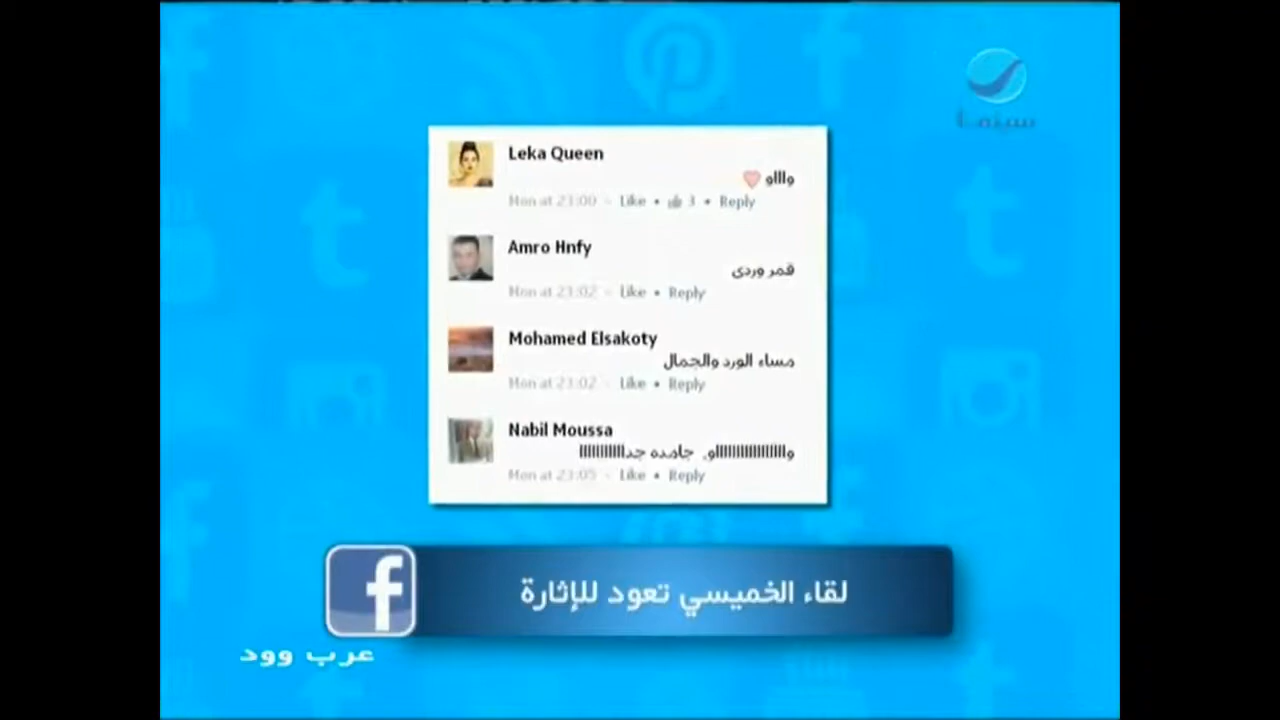 سينما
Leka Queen
واااو
Mon at 23:00 · Like · 3 · Reply
Amro Hnfy
قمر وردى
Mon at 23:02 · Like · Reply
Mohamed Elsakoty
مساء الورد والجمال
Mon at 23:02 · Like · Reply
Nabil Moussa
جامده
Mon at 23:05 · Like · Reply
لقاء الخميسي تعود للإثارة
عرب وود